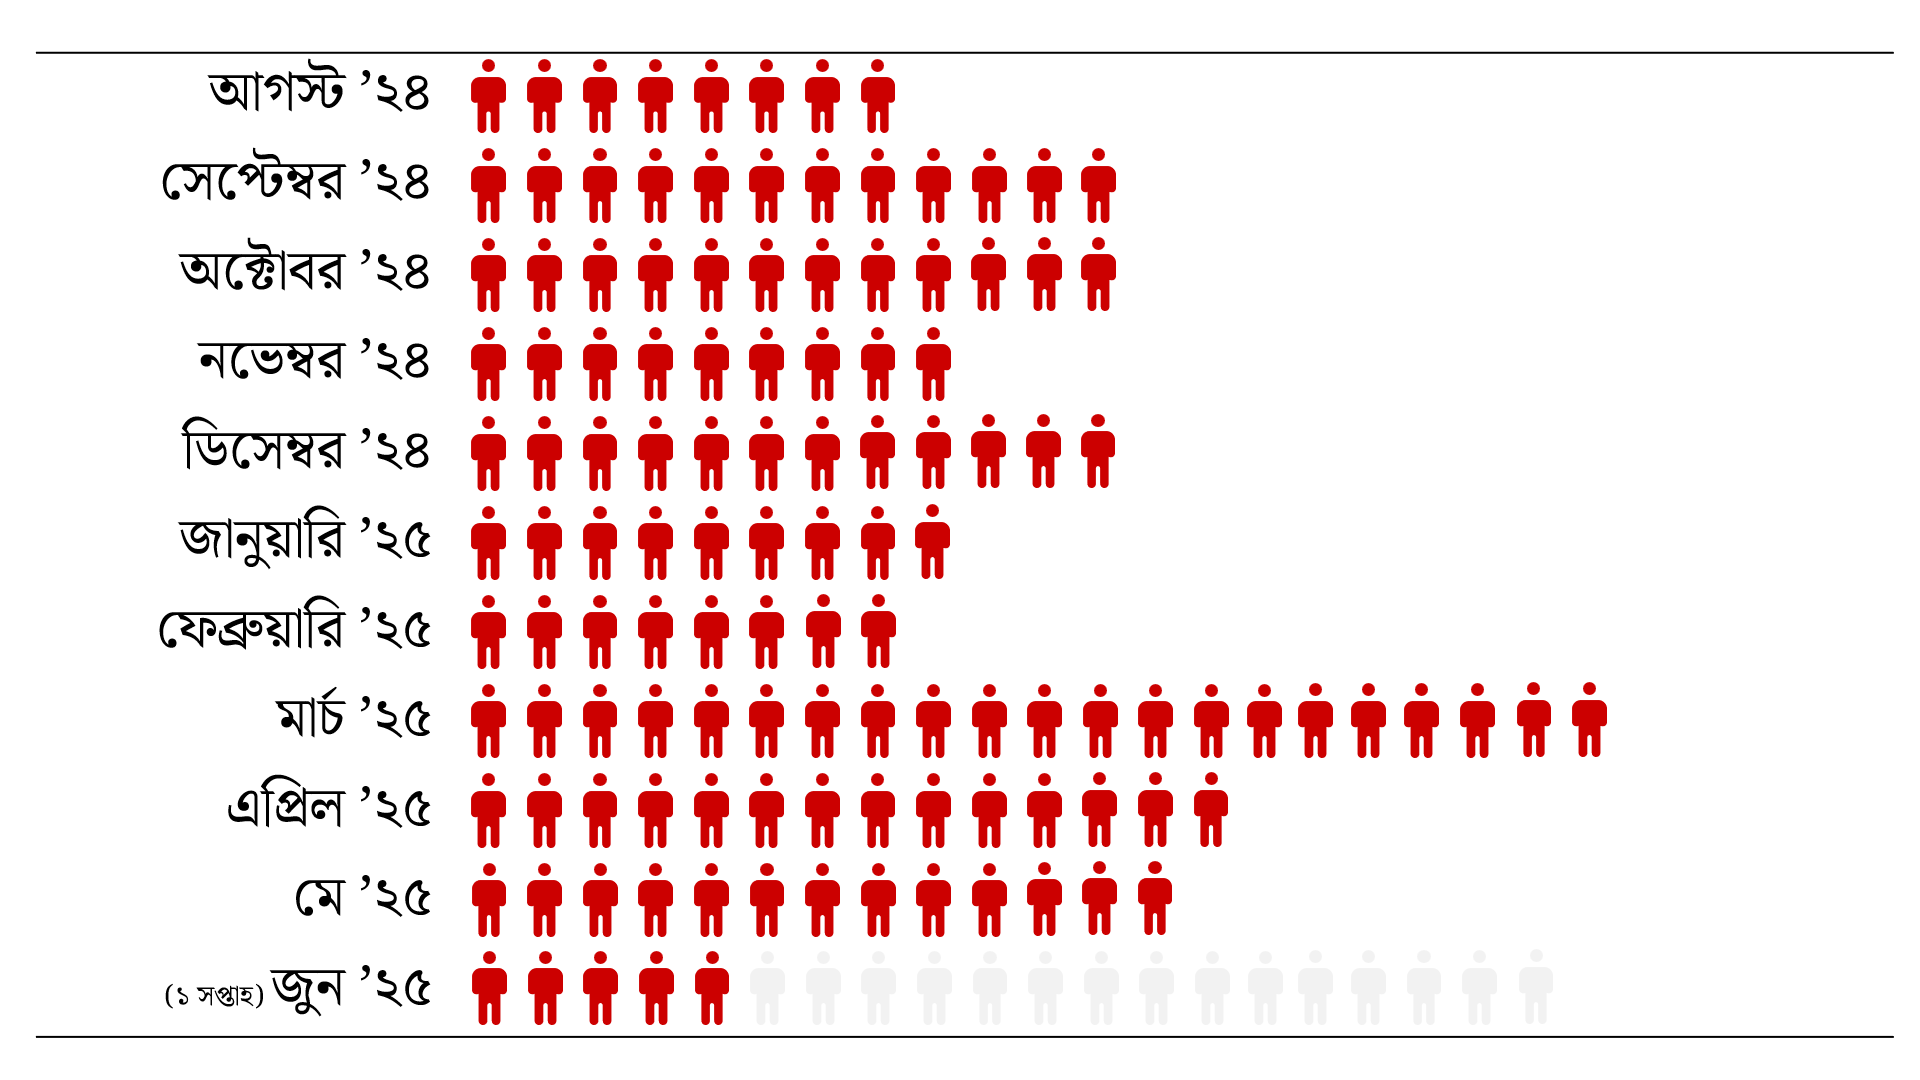 আগস্ট ’২৪
সেপ্টেম্বর ’২৪
অক্টোবর ’২৪
নভেম্বর ’২৪
ডিসেম্বর ’২৪
জানুয়ারি ’২৫
ফেব্রুয়ারি ’২৫
মার্চ ’২৫
এপ্রিল ’২৫
মে ’২৫
(১ সপ্তাহ) জুন ’২৫